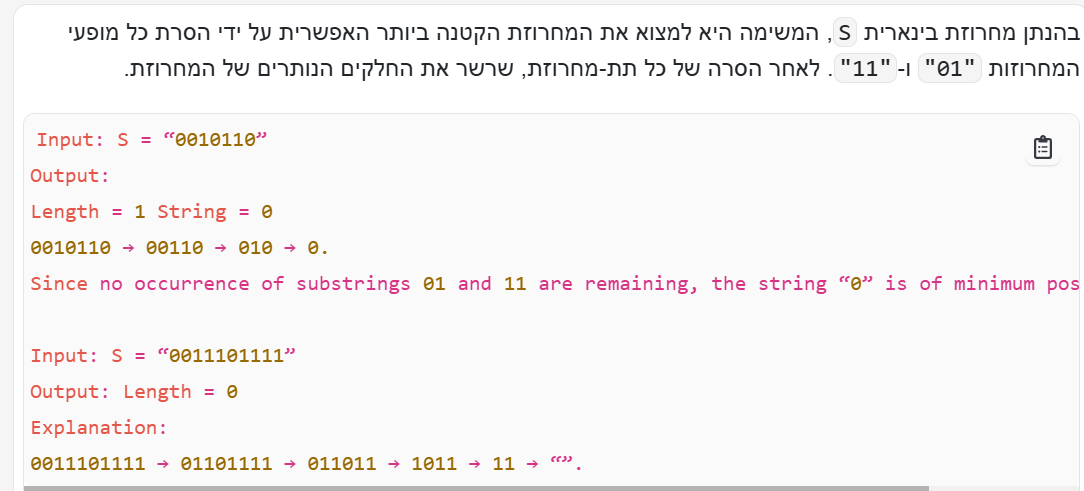 בהנתן מחרוזת בינארית S, המשימה היא למצוא את המחרוזת הקטנה ביותר האפשרית על ידי הסרת כל מופעי
המחרוזות "01" ו-"11". לאחר הסרה של כל תת-מחרוזת, שרשר את החלקים הנותרים של המחרוזת.
Input: S = “0010110”
Output:
Length = 1 String = 0
0010110 → 00110 → 010 → 0.
Since no occurrence of substrings 01 and 11 are remaining, the string “0” is of minimum pos
Input: S = “0011101111”
Output: Length = 0
Explanation:
0011101111 → 01101111 → 011011 → 1011 → 11 → “”.